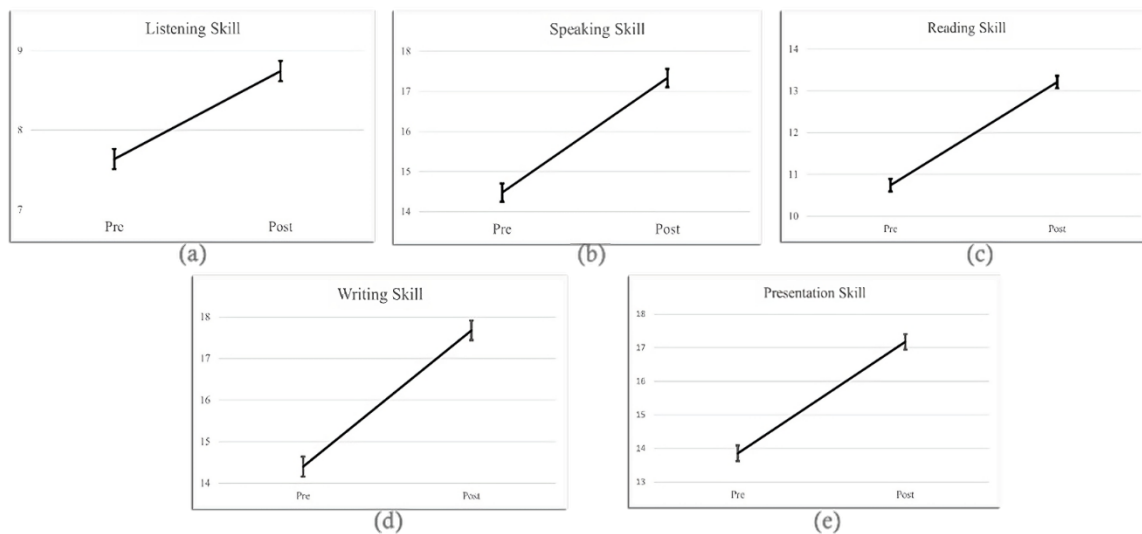 Listening Skill
9
8
7
Pre Post
(a)
Speaking Skill
18
17
16
15
14
Pre Post
(b)
Reading Skill
14
13
12
11
10
Pre Post
(c)
Writing Skill
18
17
16
15
14
Pre Post
(d)
Presentation Skill
18
17
16
15
14
13
Pre Post
(e)